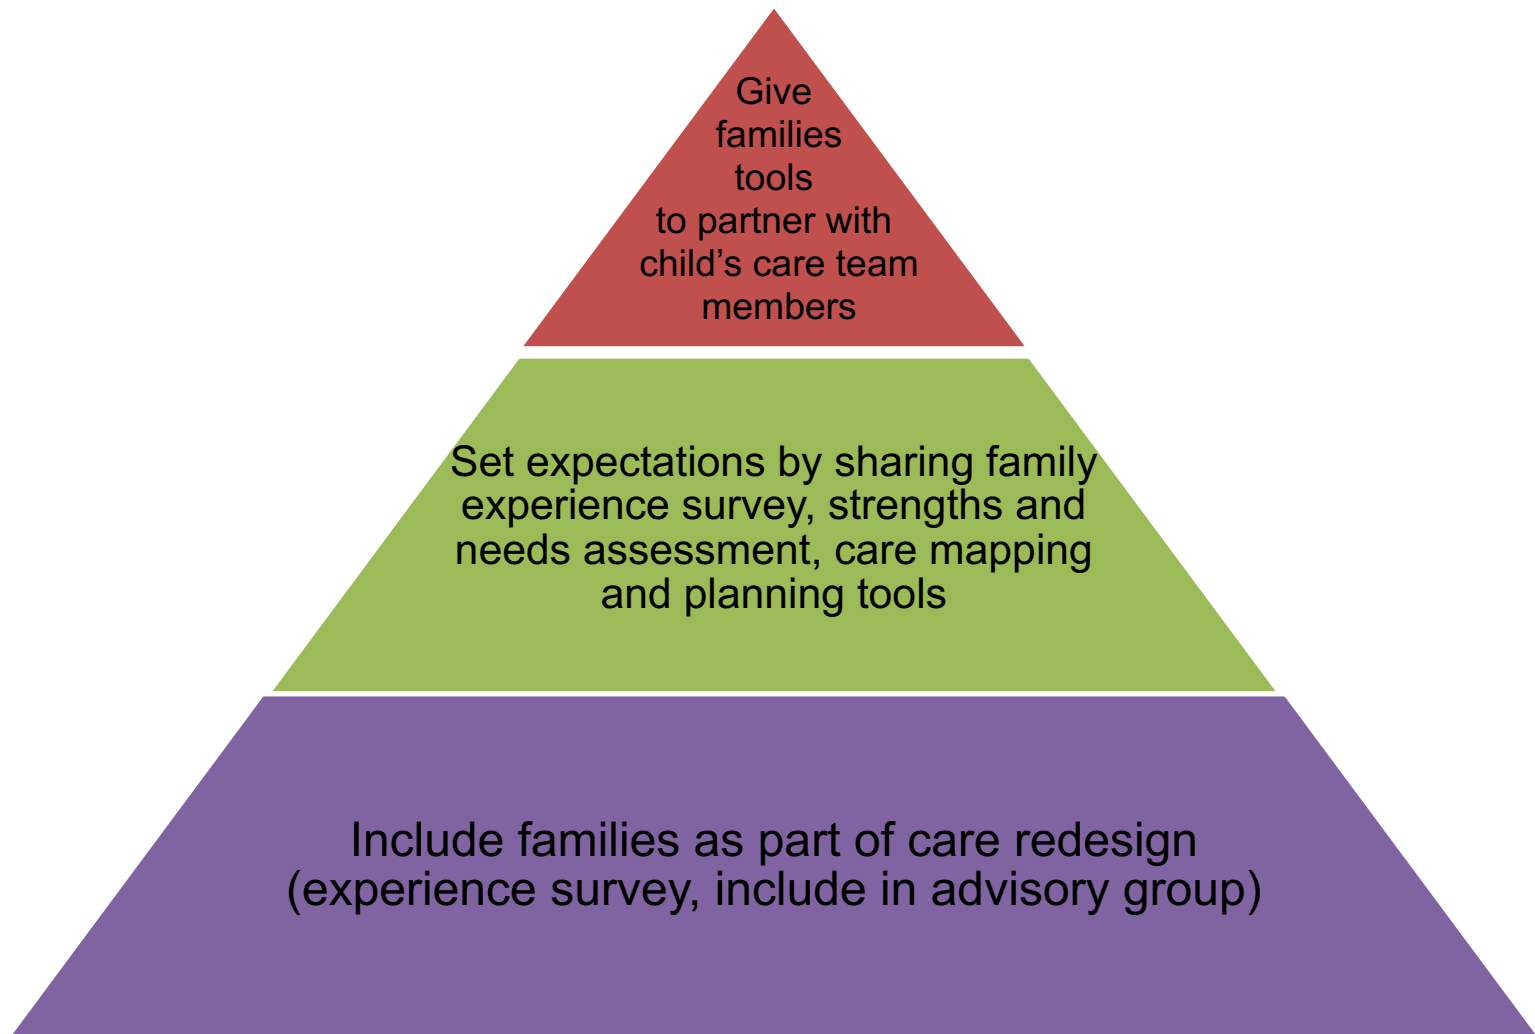 Give
families
tools
to partner with
child’s care team
members
Set expectations by sharing family
experience survey, strengths and
needs assessment, care mapping
and planning tools
Include families as part of care redesign
(experience survey, include in advisory group)